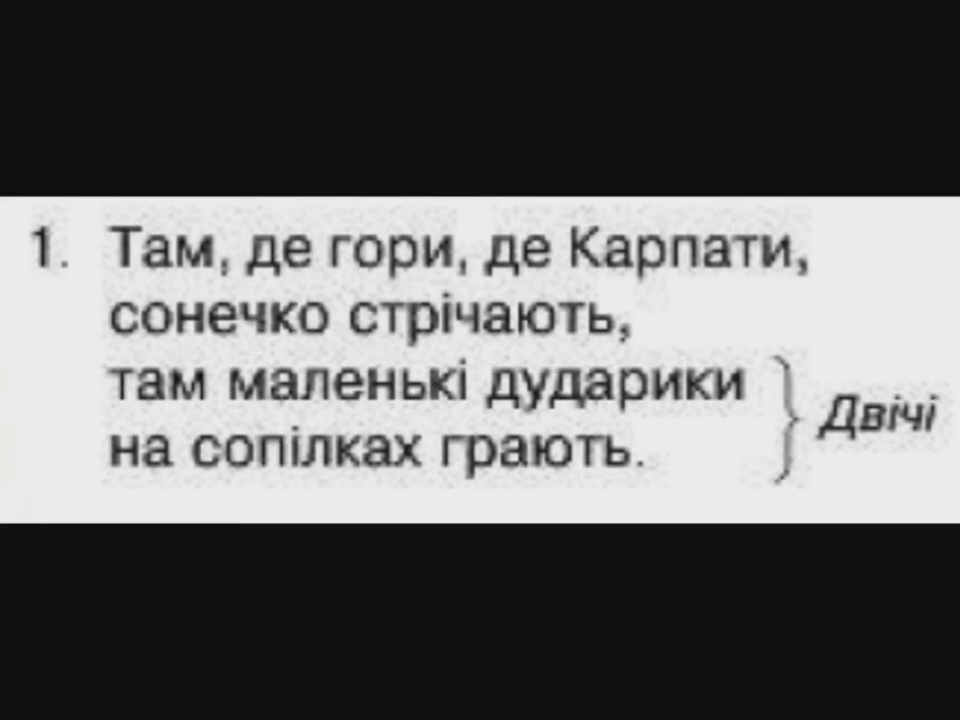 1. Там, де гори, де Карпати,
сонечко стрічають,
там маленькі дударики
на сопілках грають.
Двічі